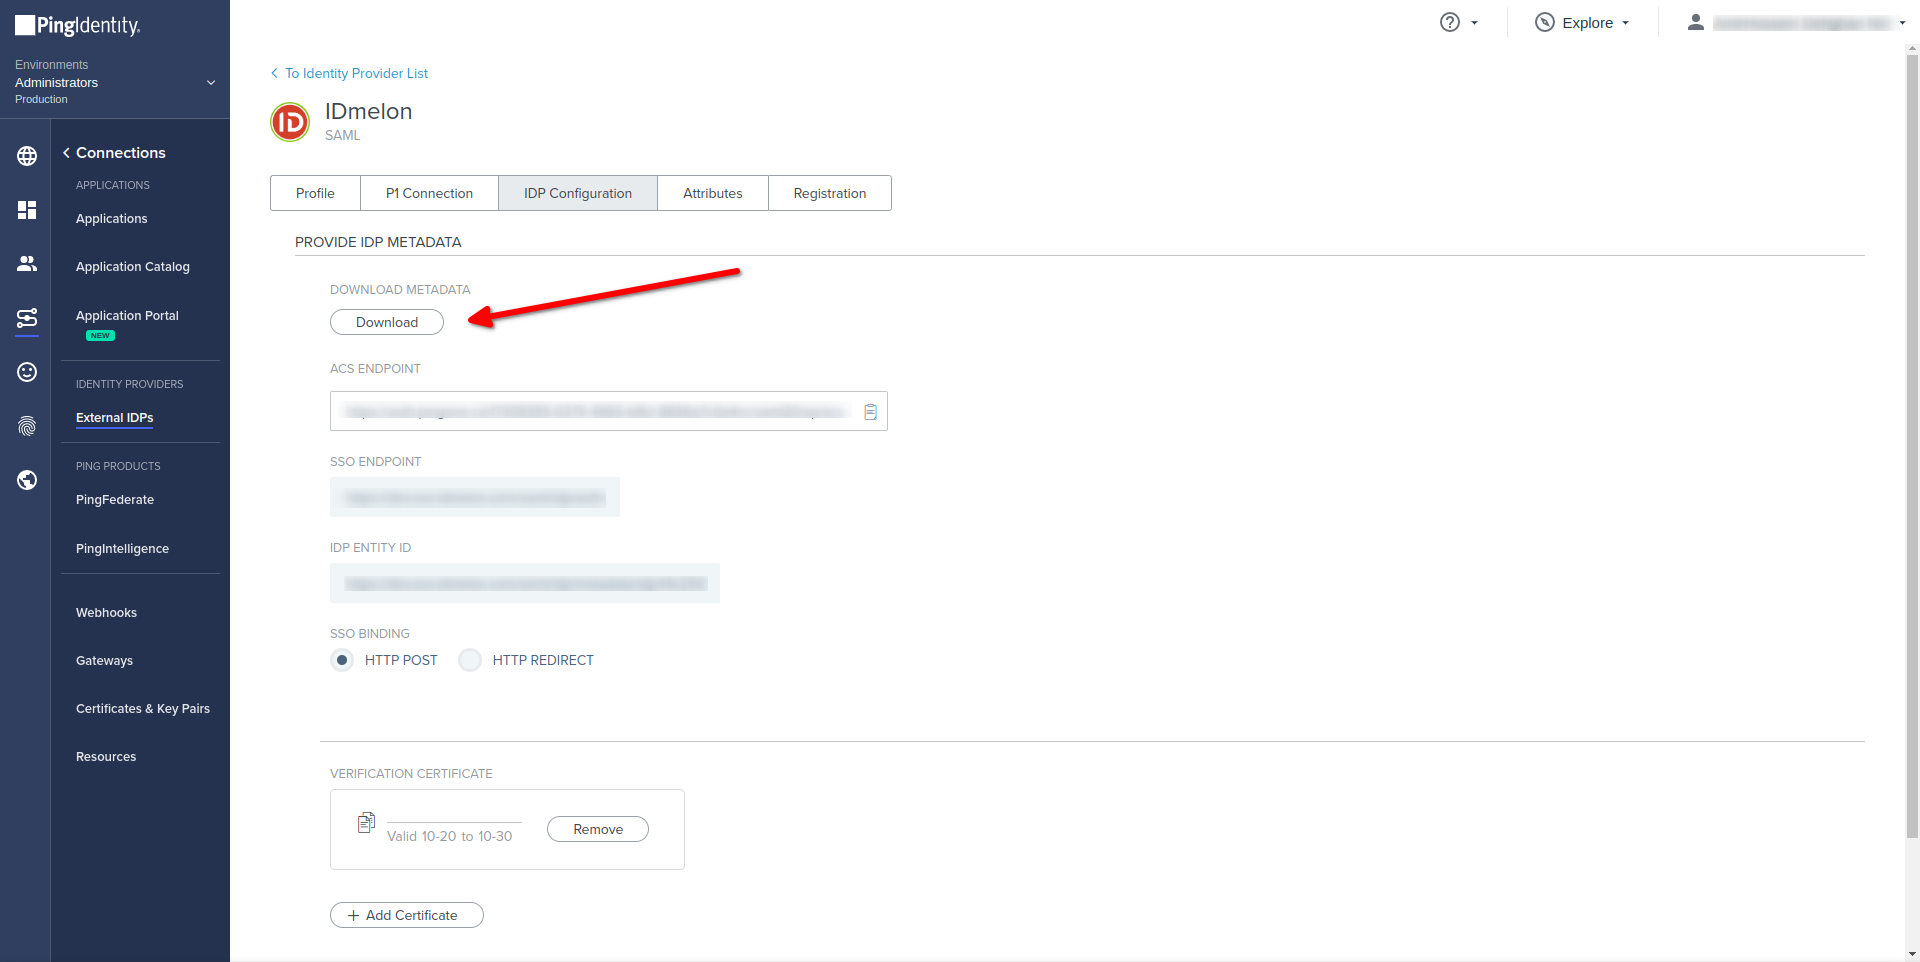 PingIdentity.
Environments
Administrators
Production
Explore
Connections
APPLICATIONS
Applications
Application Catalog
Application Portal
NEW
IDENTITY PROVIDERS
External IDPs
PING PRODUCTS
PingFederate
PingIntelligence
Webhooks
Gateways
Certificates & Key Pairs
Resources
To Identity Provider List
ID
IDmelon
SAML
Profile
P1 Connection
IDP Configuration
Attributes
Registration
PROVIDE IDP METADATA
DOWNLOAD METADATA
Download
ACS ENDPOINT
SSO ENDPOINT
IDP ENTITY ID
SSO BINDING
HTTP POST
HTTP REDIRECT
VERIFICATION CERTIFICATE
Valid 10-20 to 10-30
Remove
+ Add Certificate